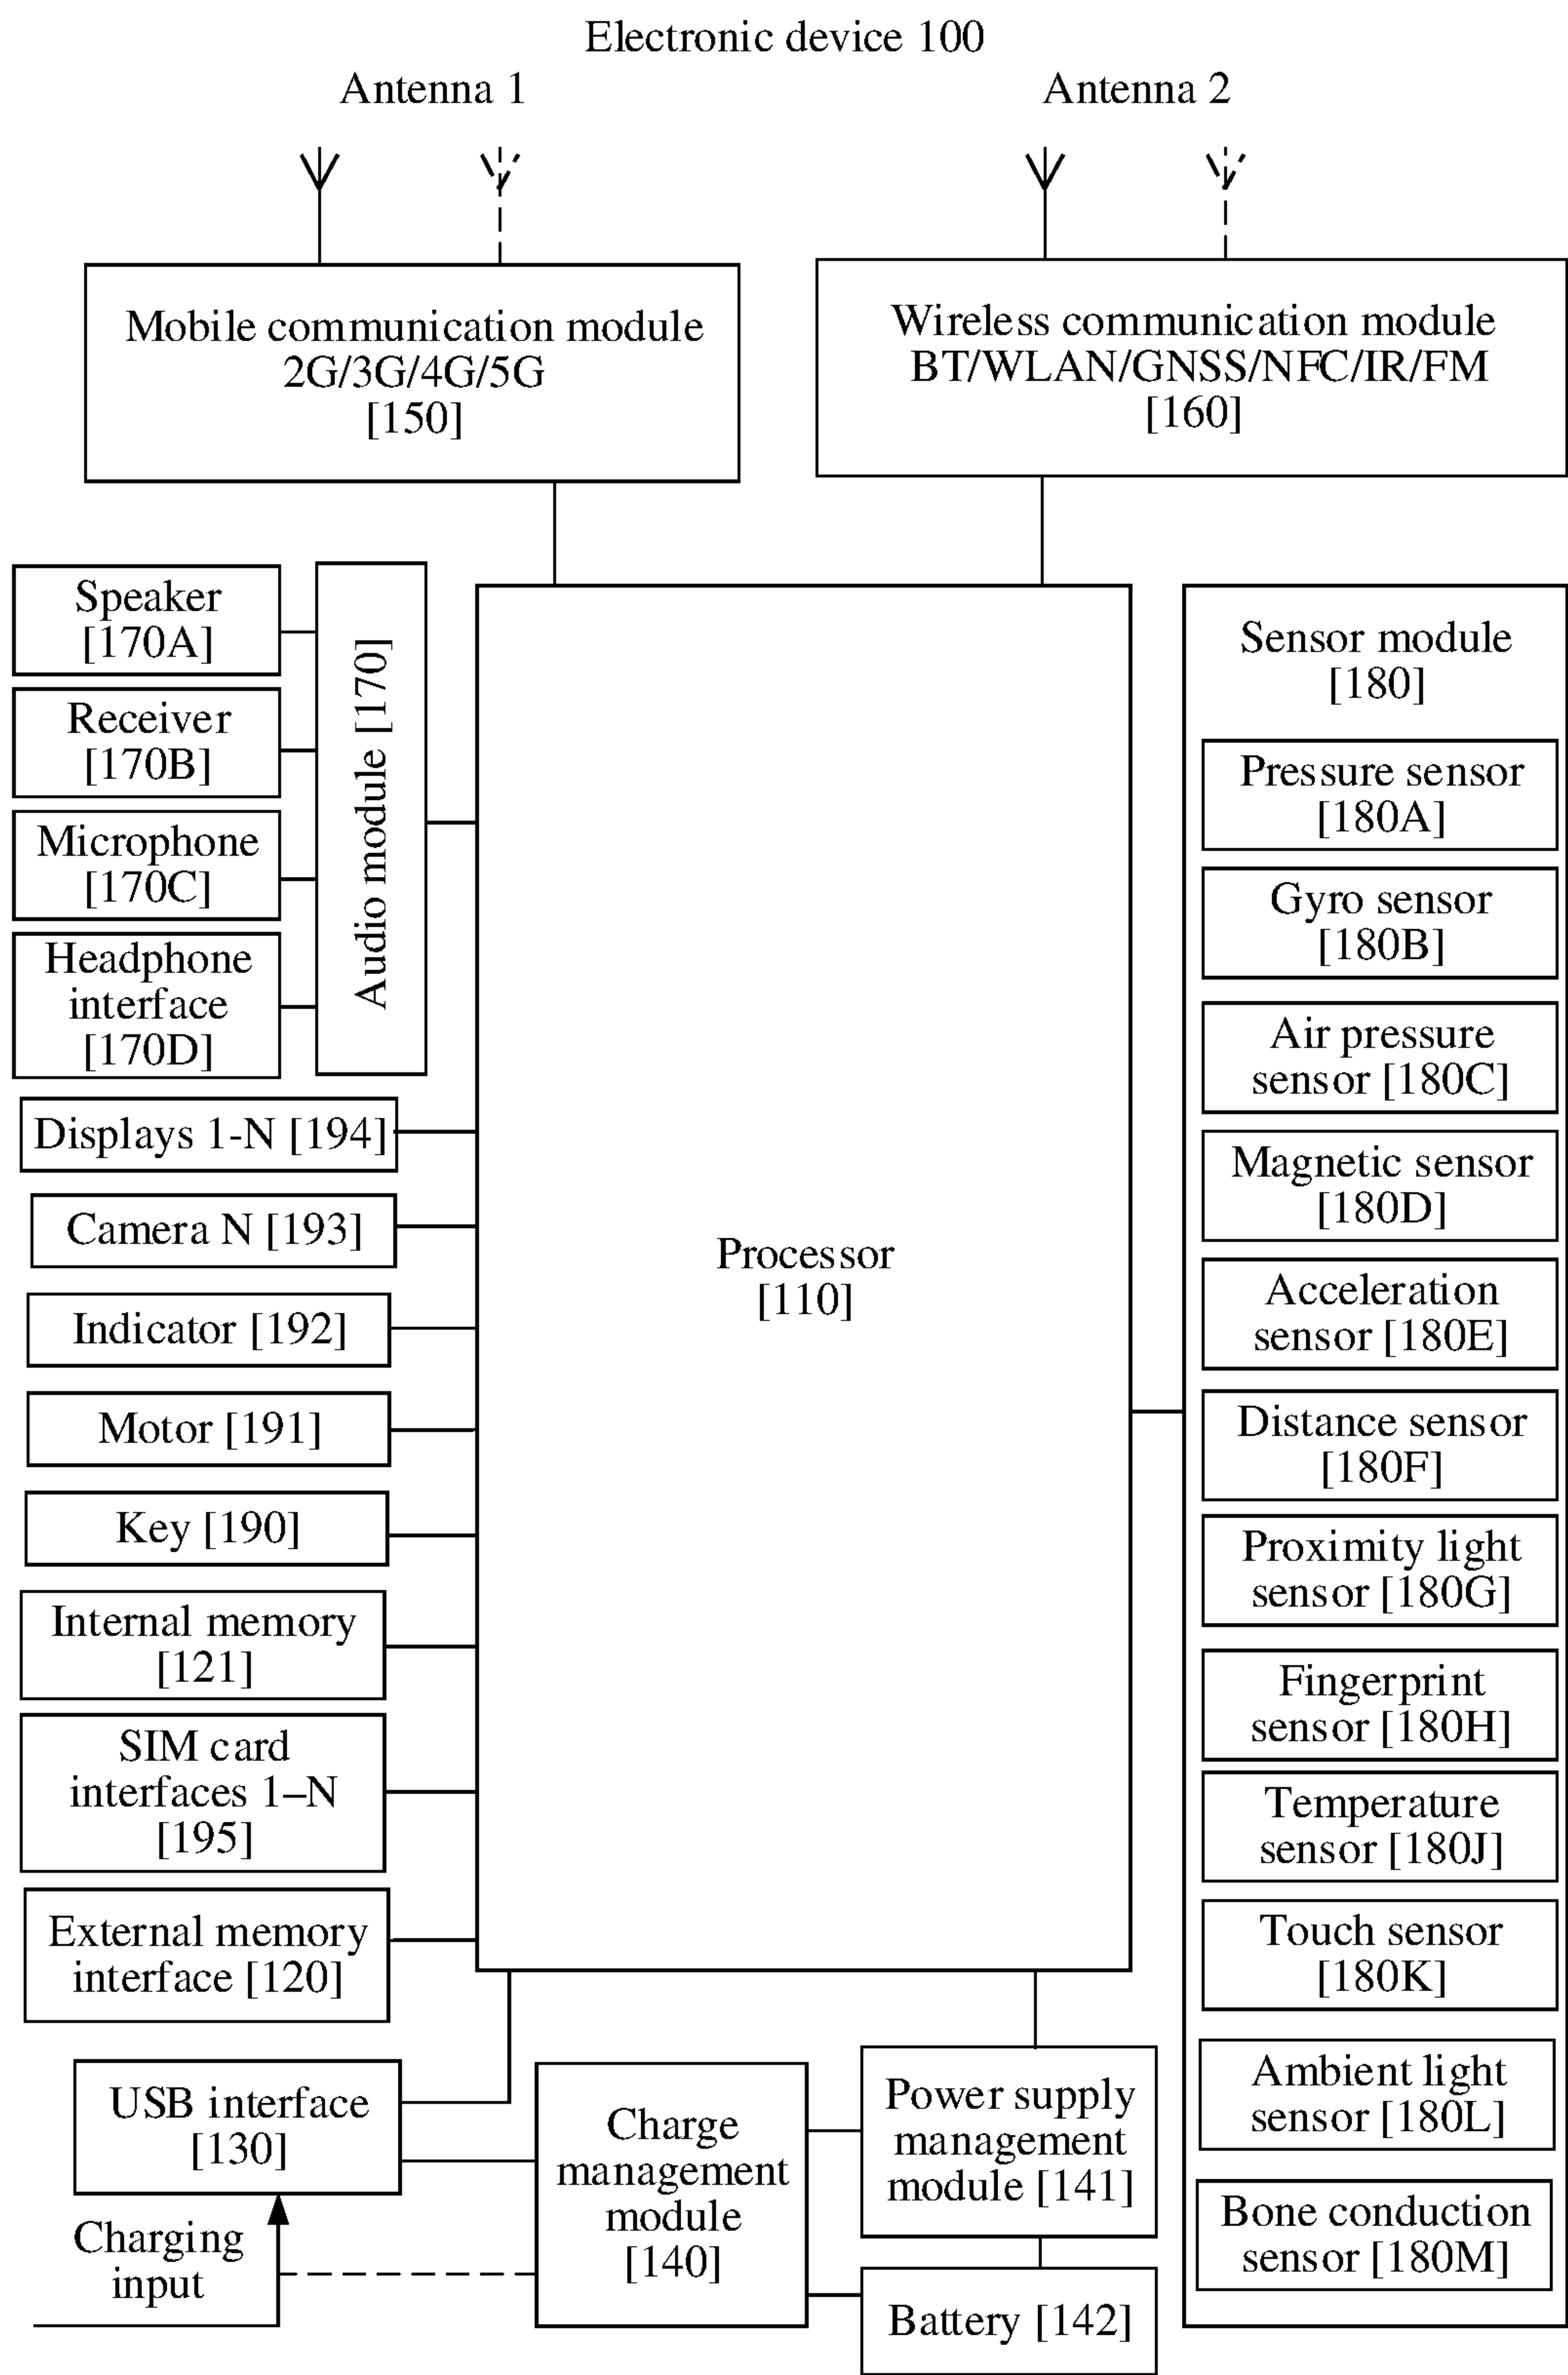 Electronic device 100
Antenna 1
Antenna 2
Mobile communication module
2G/3G/4G/5G
[150]
Wireless communication module
BT/WLAN/GNSS/NFC/IR/FM
[160]
Speaker
[170A]
Receiver
[170B]
Microphone
[170C]
Headphone
interface
[170D]
Audio module [170]
Displays 1-N [194]
Camera N [193]
Indicator [192]
Motor [191]
Key [190]
Internal memory
[121]
SIM card
interfaces 1–N
[195]
External memory
interface [120]
Processor
[110]
Sensor module
[180]
Pressure sensor
[180A]
Gyro sensor
[180B]
Air pressure
sensor [180C]
Magnetic sensor
[180D]
Acceleration
sensor [180E]
Distance sensor
[180F]
Proximity light
sensor [180G]
Fingerprint
sensor [180H]
Temperature
sensor [180J]
Touch sensor
[180K]
Ambient light
sensor [180L]
Bone conduction
sensor [180M]
USB interface
[130]
Charging
input
Charge
management
module
[140]
Power supply
management
module [141]
Battery [142]